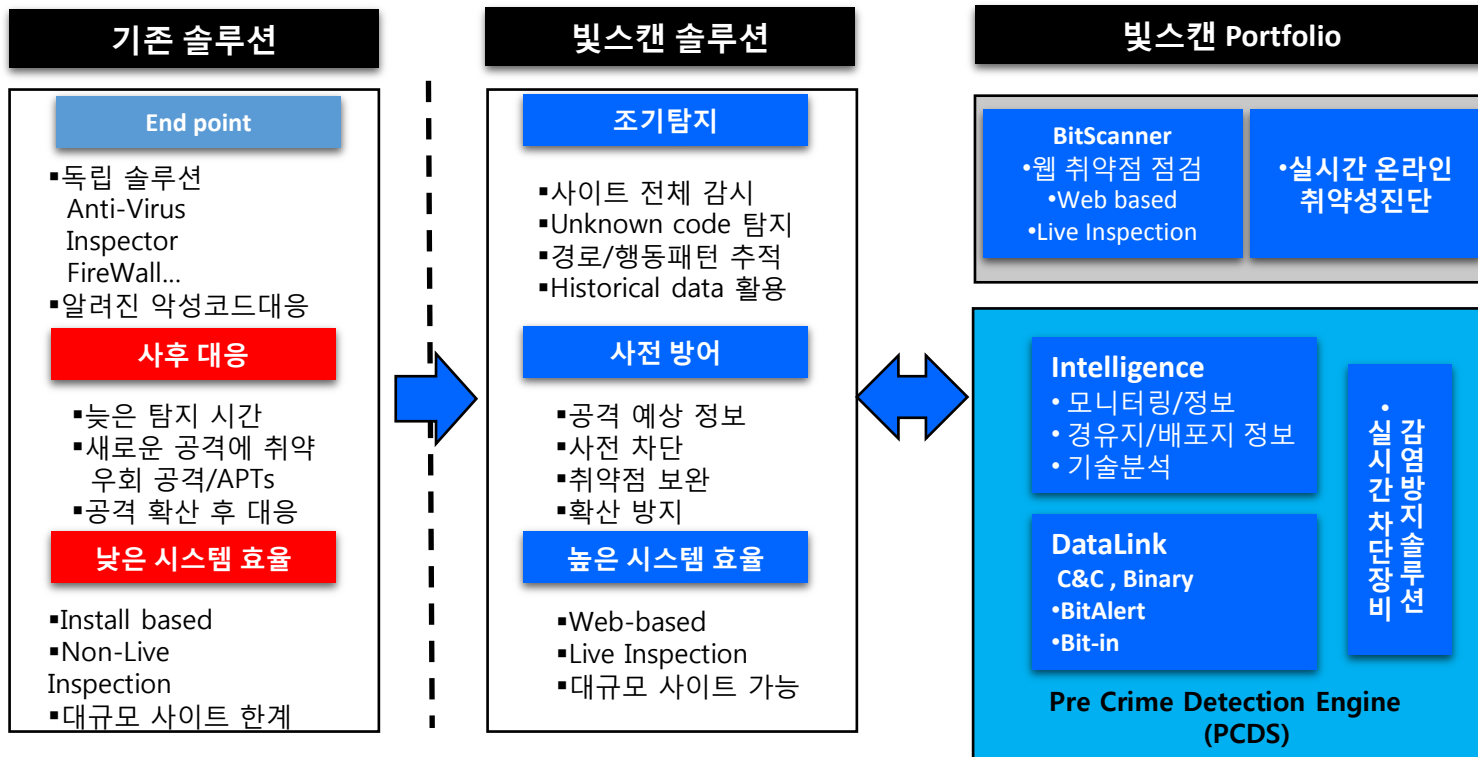 기존 솔루션
End point
▪독립 솔루션
Anti-Virus
Inspector
FireWall...
▪알려진 악성코드대응
사후 대응
▪늦은 탐지 시간
▪새로운 공격에 취약
우회 공격/APTs
▪공격 확산 후 대응
낮은 시스템 효율
▪Install based
▪Non-Live
Inspection
▪대규모 사이트 한계
빛스캔 솔루션
조기탐지
▪사이트 전체 감시
▪Unknown code 탐지
▪경로/행동패턴 추적
▪Historical data 활용
사전 방어
▪공격 예상 정보
▪사전 차단
▪취약점 보완
▪확산 방지
높은 시스템 효율
▪Web-based
▪Live Inspection
▪대규모 사이트 가능
빛스캔 Portfolio
BitScanner
•웹 취약점 점검
•Web based
•Live Inspection
•실시간 온라인
취약성진단
Intelligence
• 모니터링/정보
• 경유지/배포지 정보
• 기술분석
DataLink
C&C , Binary
•BitAlert
•Bit-in
감염방지솔루션
•실시간 차단장비
Pre Crime Detection Engine
(PCDS)